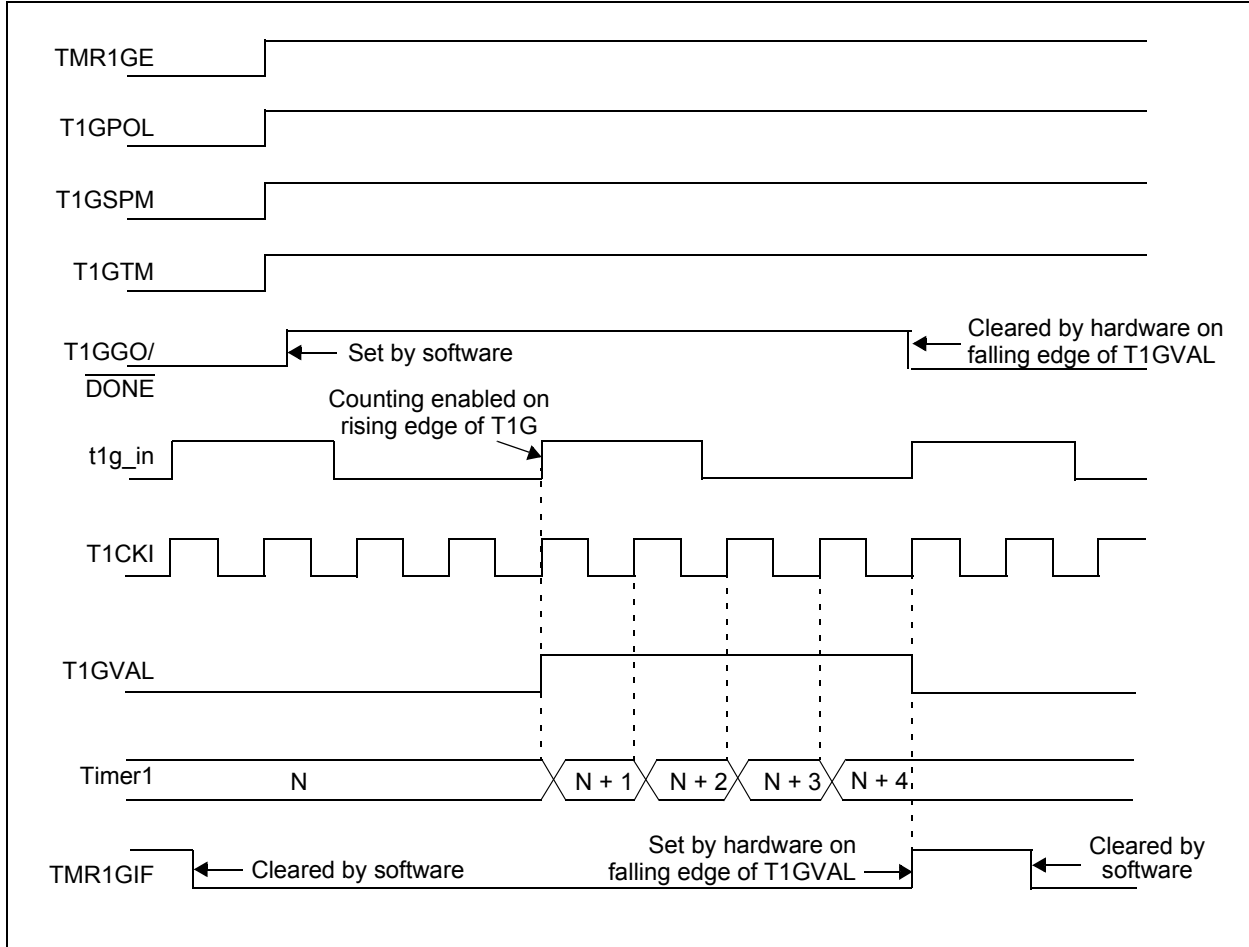 TMR1GE
T1GPOL
T1GSPM
T1GTM
T1GGO/
DONE
Set by software
Cleared by hardware on
falling edge of T1GVAL
Counting enabled on
rising edge of T1G
t1g_in
T1CKI
T1GVAL
Timer1
N
N + 1
N + 2
N + 3
N + 4
TMR1GIF
Cleared by software
Set by hardware on
falling edge of T1GVAL
Cleared by
software